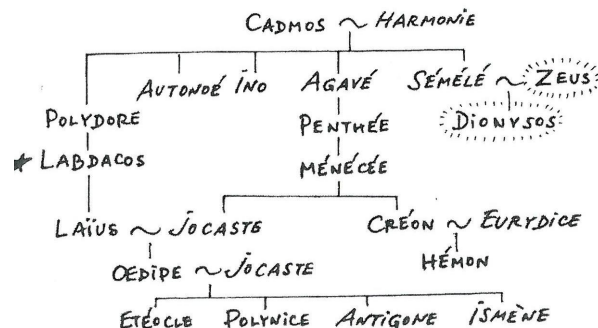 CADMOS ~ HARMONIE
AUTONOÉ INO AGAVÉ SÉMÉLÉ ~ ZEUS
POLYDORE PENTHÉE DIONYSOS
★ LABDACOS MÉNÉCÉE
LAÏUS ~ JOCASTE CRÉON ~ EURYDICE
ŒDIPE ~ JOCASTE HÉMON
ETÉOCLE POLYNICE ANTIGONE ISMÈNE